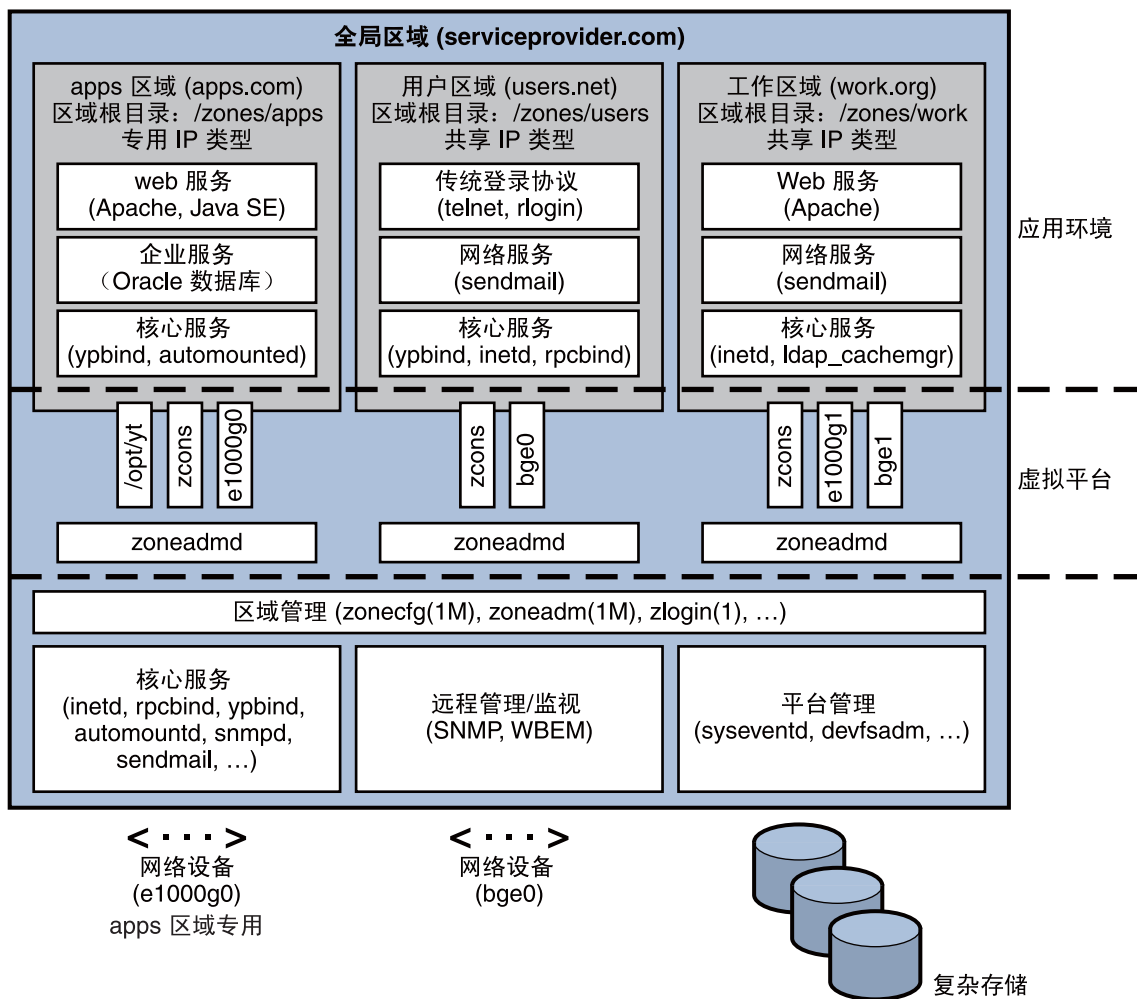 全局区域 (serviceprovider.com)
apps 区域 (apps.com)
区域根目录：/zones/apps
专用 IP 类型
web 服务
(Apache, Java SE)
企业服务
（Oracle 数据库）
核心服务
(ypbind, automounted)
用户区域 (users.net)
区域根目录：/zones/users
共享 IP 类型
传统登录协议
(telnet, rlogin)
网络服务
(sendmail)
核心服务
(ypbind, inetd, rpcbind)
工作区域 (work.org)
区域根目录：/zones/work
共享 IP 类型
Web 服务
(Apache)
网络服务
(sendmail)
核心服务
(inetd, ldap_cachemgr)
应用环境
/opt/yt
zcons
e1000g0
zcons
bge0
zcons
e1000g1
bge1
虚拟平台
zoneadmd
zoneadmd
zoneadmd
区域管理 (zonecfg(1M), zoneadm(1M), zlogin(1), ...)
核心服务
(inetd, rpcbind, ypbind,
automountd, snmpd,
sendmail, ...)
远程管理/监视
(SNMP, WBEM)
平台管理
(syseventd, devfsadm, ...)
网络设备
(e1000g0)
apps 区域专用
网络设备
(bge0)
复杂存储